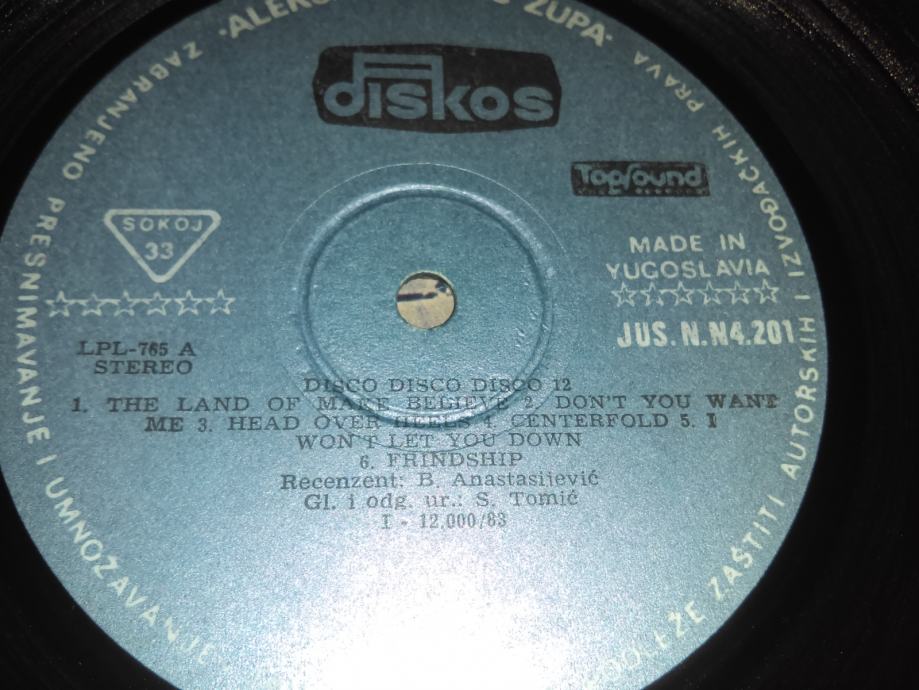 ALEKS ŽUPA
diskos
Topsound
SOKOJ
33
MADE IN
YUGOSLAVIA
JUS. N.N4.201
LPL-765 A
STEREO
DISCO DISCO DISCO 12
1. THE LAND OF MAKE BELIEVE 2. DON'T YOU WANT
ME 3. HEAD OVER HEELS 4. CENTERFOLD 5. I
WON'T LET YOU DOWN
6. FRINDSHIP
Recenzent: B. Anastasijević
Gl. i odg. ur.: S. Tomić
I - 12,000/83
ZABRANJENO PRESNIMAVANJE I UMNOŽAVANJE
PODLEŽE ZAŠTITI AUTORSKIH I IZVOĐAČKIH PRAVA